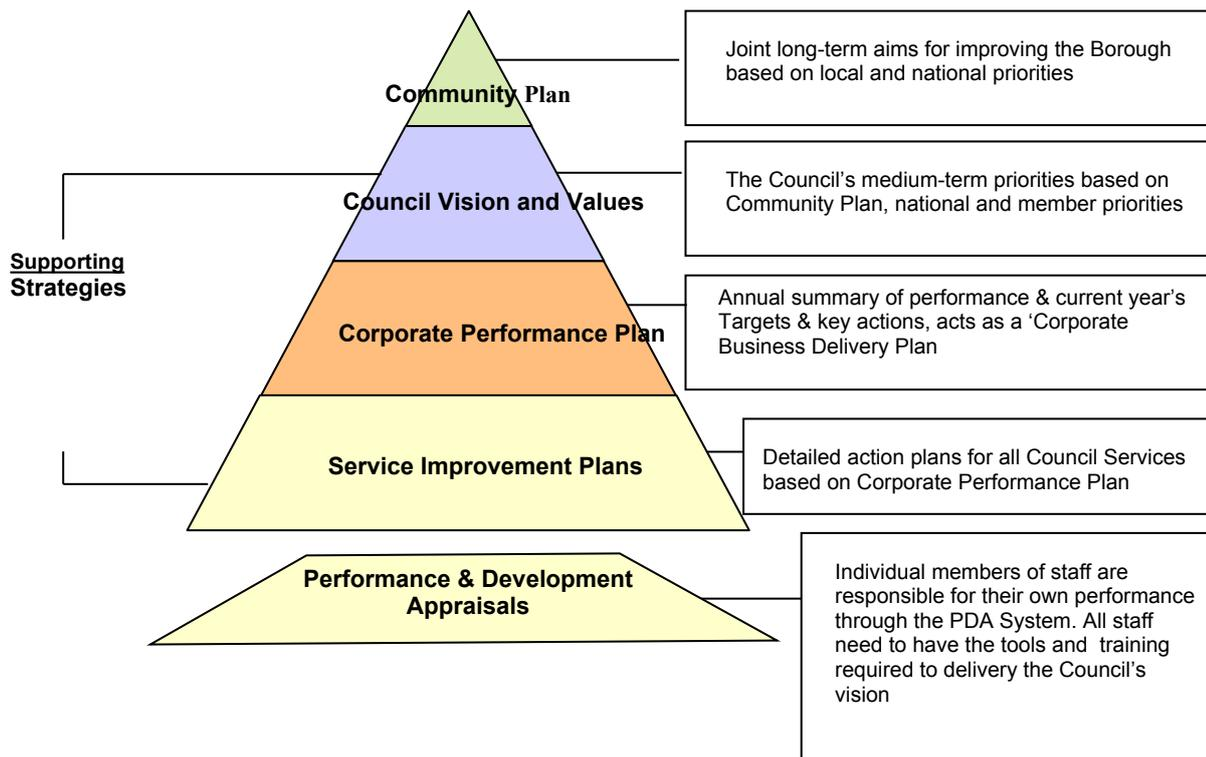 Community Plan
Joint long-term aims for improving the Borough
based on local and national priorities
Council Vision and Values
The Council’s medium-term priorities based on
Community Plan, national and member priorities
Supporting
Strategies
Corporate Performance Plan
Annual summary of performance & current year’s
Targets & key actions, acts as a ‘Corporate
Business Delivery Plan
Service Improvement Plans
Detailed action plans for all Council Services
based on Corporate Performance Plan
Performance & Development
Appraisals
Individual members of staff are
responsible for their own performance
through the PDA System. All staff
need to have the tools and  training
required to delivery the Council’s
vision